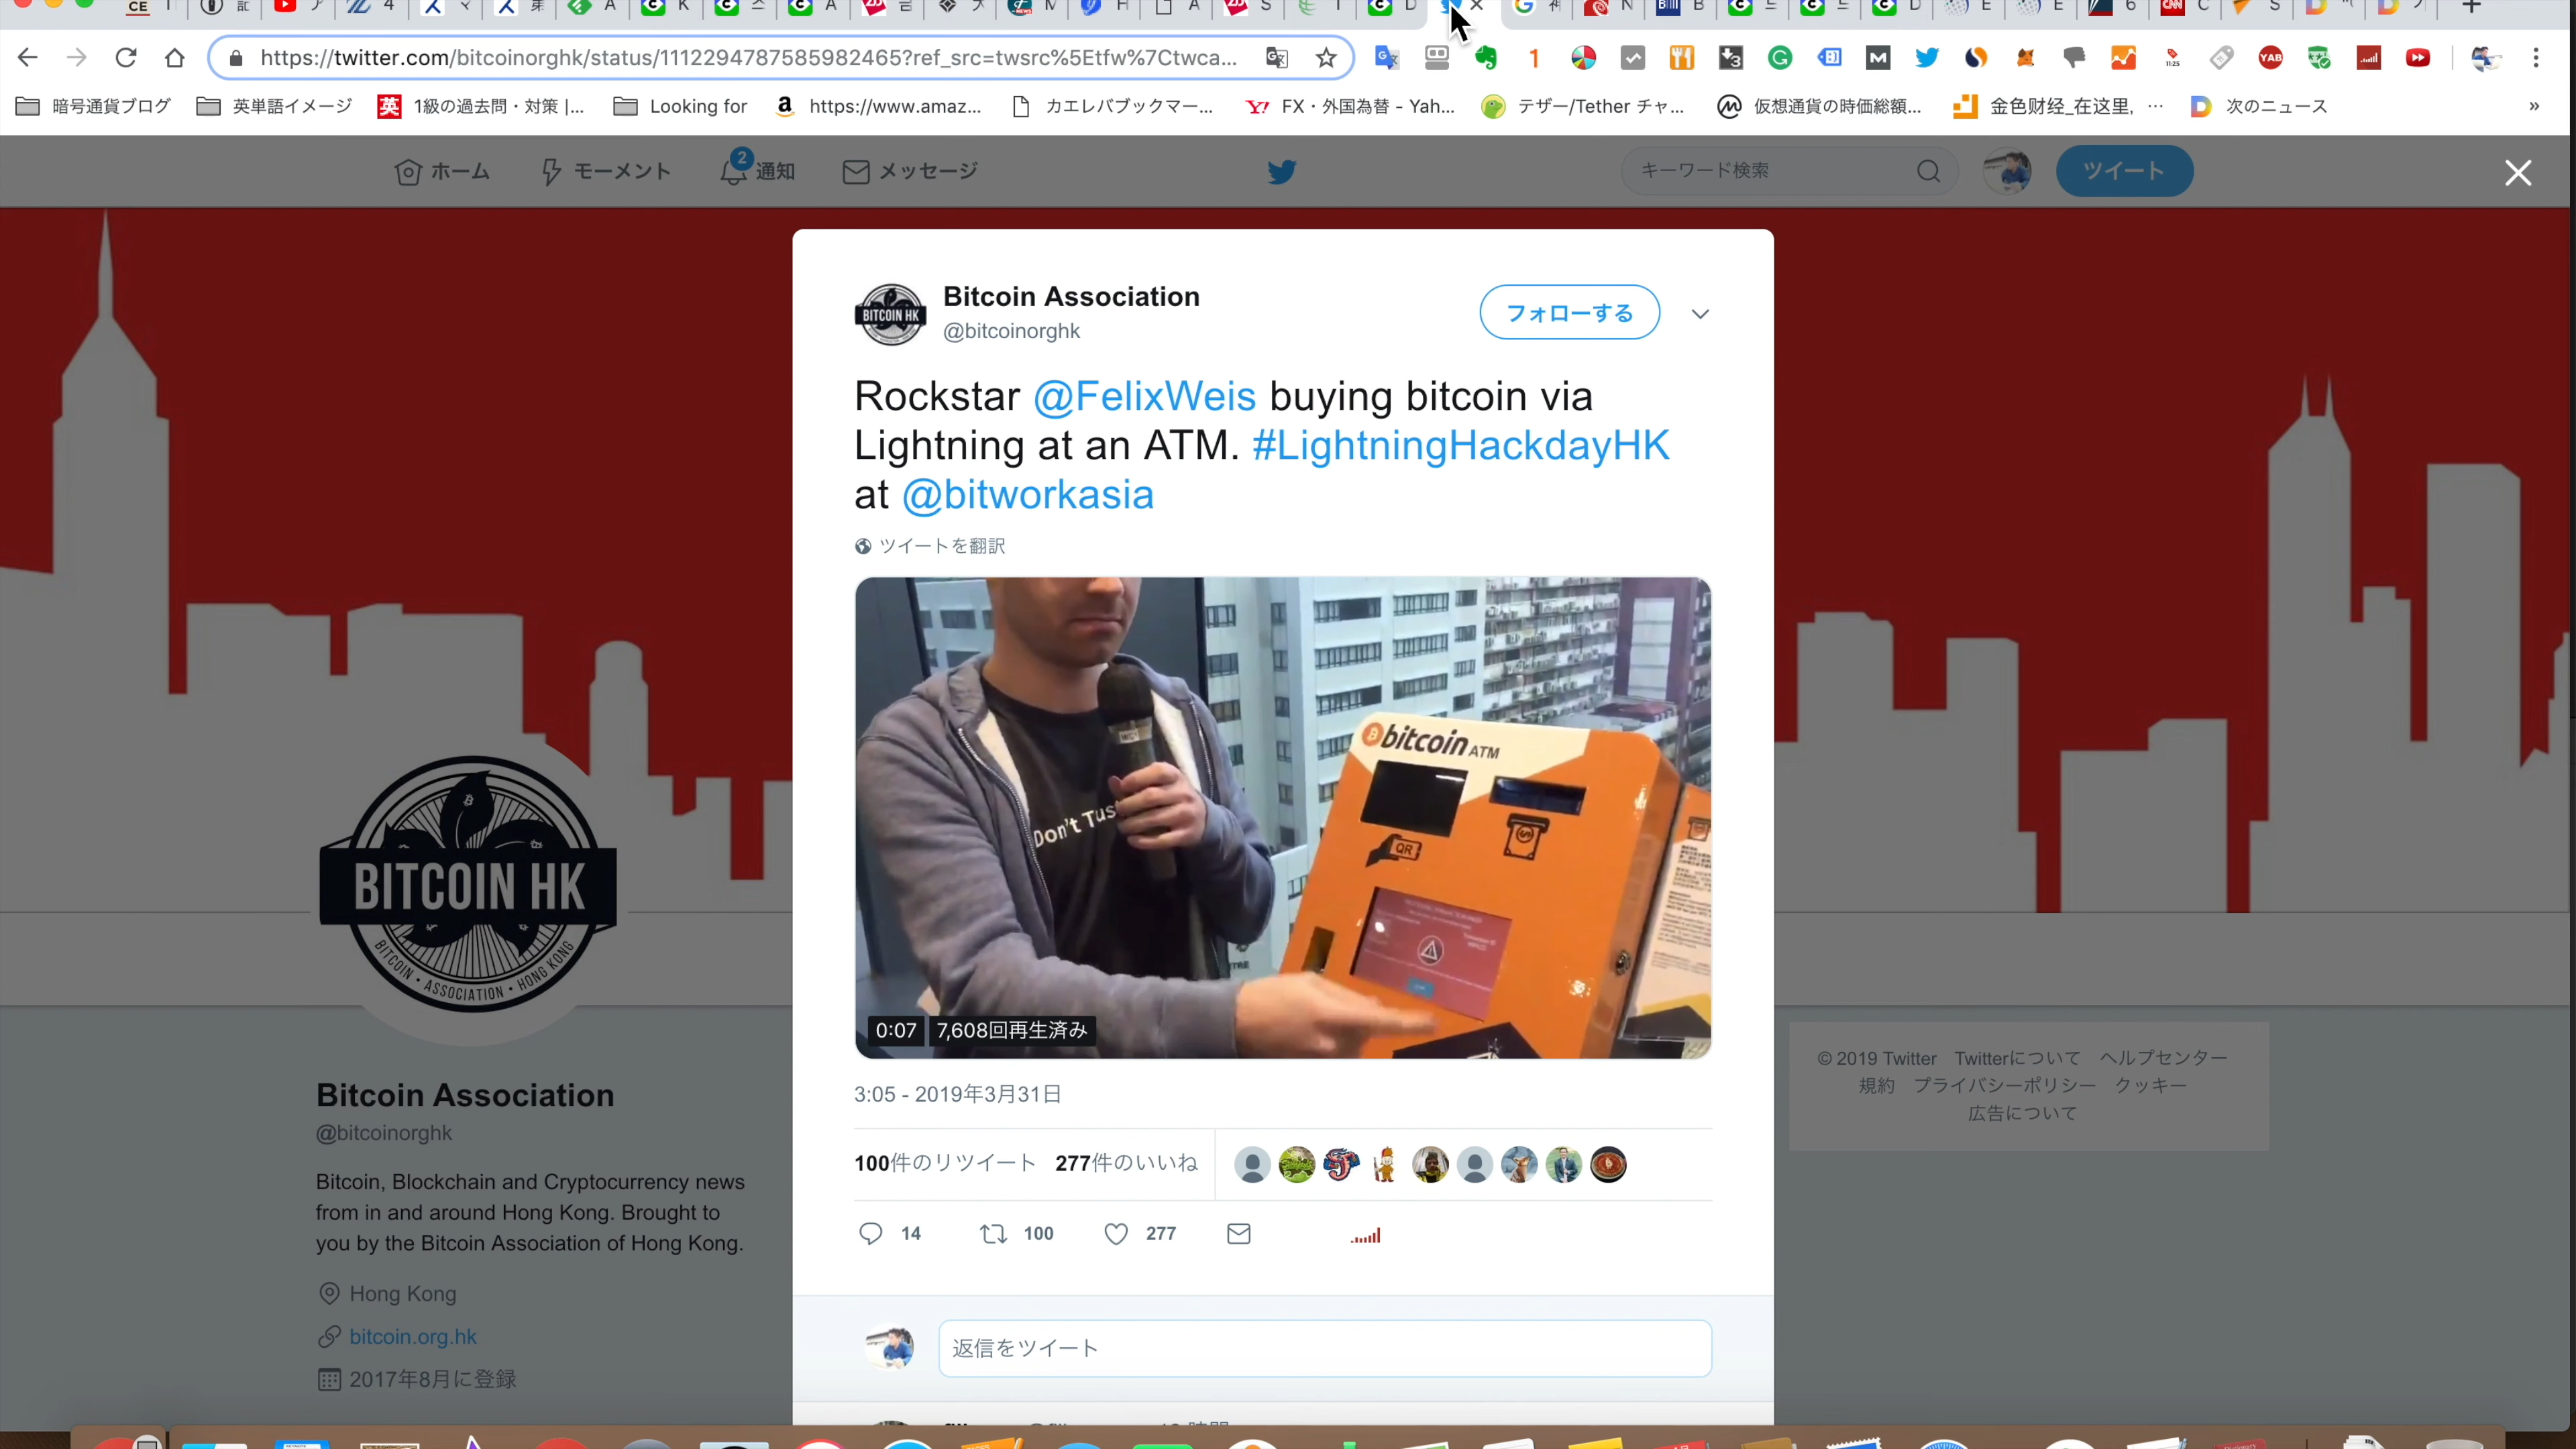 https://twitter.com/bitcoinorghk/status/1112294787585982465?ref_src=twsrc%5Etfw%7Ctwca...
暗号通貨ブログ
英単語イメージ
英 1級の過去問・対策 |...
Looking for
https://www.amaz...
カエレバブックマー...
Y! FX・外国為替 - Yah...
テザー/Tether チャ...
仮想通貨の時価総額...
金色财经_在这里, ...
次のニュース
»
ホーム
モーメント
2
通知
メッセージ
キーワード検索
ツイート
BITCOIN HK
Bitcoin Association
@bitcoinorghk
フォローする
Rockstar @FelixWeis buying bitcoin via
Lightning at an ATM. #LightningHackdayHK
at @bitworkasia
ツイートを翻訳
bitcoin ATM
Don't Tus
QR
0:07
7,608回再生済み
3:05 - 2019年3月31日
100件のリツイート 277件のいいね
14
100
277
返信をツイート
BITCOIN HK
BITCOIN • ASSOCIATION • HONG KONG
Bitcoin Association
@bitcoinorghk
Bitcoin, Blockchain and Cryptocurrency news
from in and around Hong Kong. Brought to
you by the Bitcoin Association of Hong Kong.
Hong Kong
bitcoin.org.hk
2017年8月に登録
© 2019 Twitter Twitterについて ヘルプセンター
規約 プライバシーポリシー クッキー
広告について